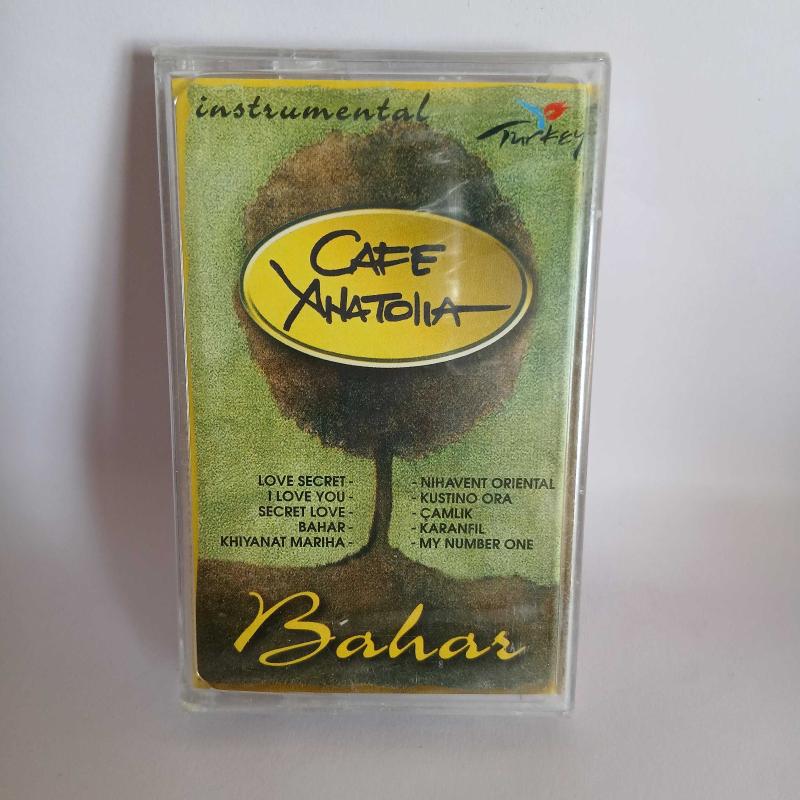 instrumental
Turkey
CAFE
ANATOLIA
LOVE SECRET -
I LOVE YOU -
SECRET LOVE -
BAHAR -
KHIYANAT MARIHA -
- NIHAVENT ORIENTAL
- KUSTINO ORA
- ÇAMLIK
- KARANFIL
- MY NUMBER ONE
Bahar